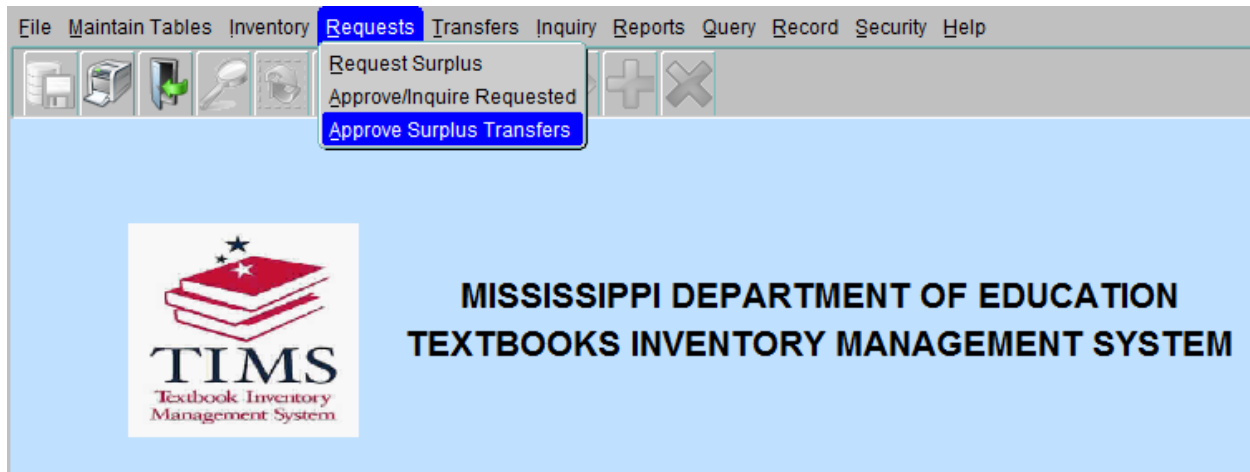 File Maintain Tables Inventory Requests Transfers Inquiry Reports Query Record Security Help
Request Surplus
Approve/Inquire Requested
Approve Surplus Transfers
TIMS
Textbook Inventory
Management System
MISSISSIPPI DEPARTMENT OF EDUCATION
TEXTBOOKS INVENTORY MANAGEMENT SYSTEM